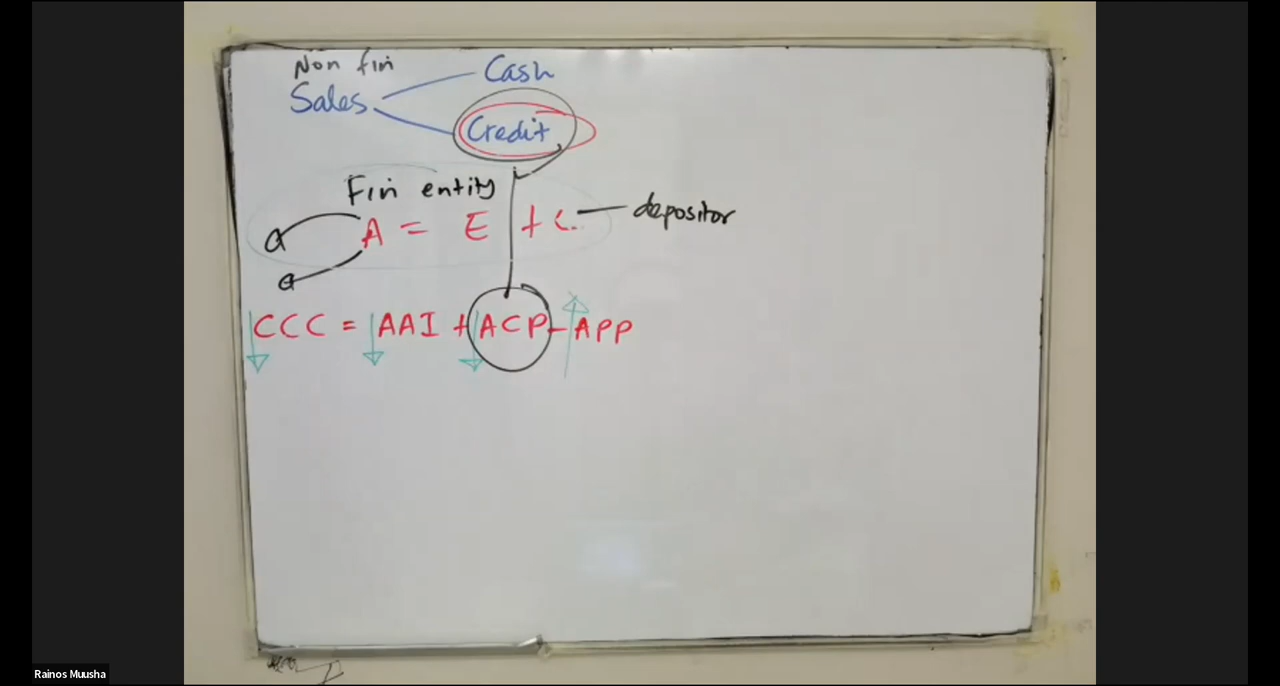 Non fin
Cash
Sales
Credit
Fin entity
A = E + L
depositor
CCC = AAI + ACP - APP
Rainos Muusha